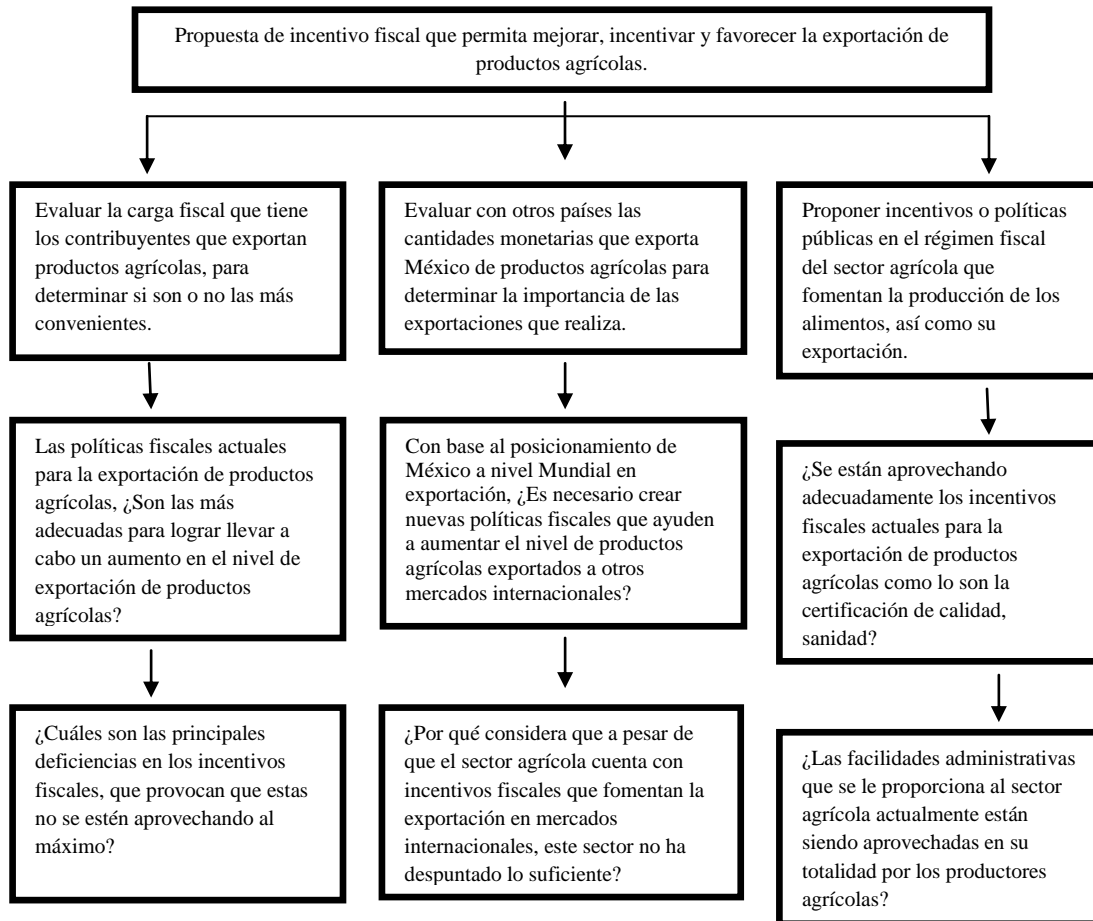 Propuesta de incentivo fiscal que permita mejorar, incentivar y favorecer la exportación de
productos agrícolas.
Evaluar la carga fiscal que tiene
los contribuyentes que exportan
productos agrícolas, para
determinar si son o no las más
convenientes.
Evaluar con otros países las
cantidades monetarias que exporta
México de productos agrícolas para
determinar la importancia de las
exportaciones que realiza.
Proponer incentivos o políticas
públicas en el régimen fiscal
del sector agrícola que
fomentan la producción de los
alimentos, así como su
exportación.
Las políticas fiscales actuales
para la exportación de productos
agrícolas, ¿Son las más
adecuadas para lograr llevar a
cabo un aumento en el nivel de
exportación de productos
agrícolas?
Con base al posicionamiento de
México a nivel Mundial en
exportación, ¿Es necesario crear
nuevas políticas fiscales que ayuden
a aumentar el nivel de productos
agrícolas exportados a otros
mercados internacionales?
¿Se están aprovechando
adecuadamente los incentivos
fiscales actuales para la
exportación de productos
agrícolas como lo son la
certificación de calidad,
sanidad?
¿Cuáles son las principales
deficiencias en los incentivos
fiscales, que provocan que estas
no se estén aprovechando al
máximo?
¿Por qué considera que a pesar de
que el sector agrícola cuenta con
incentivos fiscales que fomentan la
exportación en mercados
internacionales, este sector no ha
despuntado lo suficiente?
¿Las facilidades administrativas
que se le proporciona al sector
agrícola actualmente están
siendo aprovechadas en su
totalidad por los productores
agrícolas?